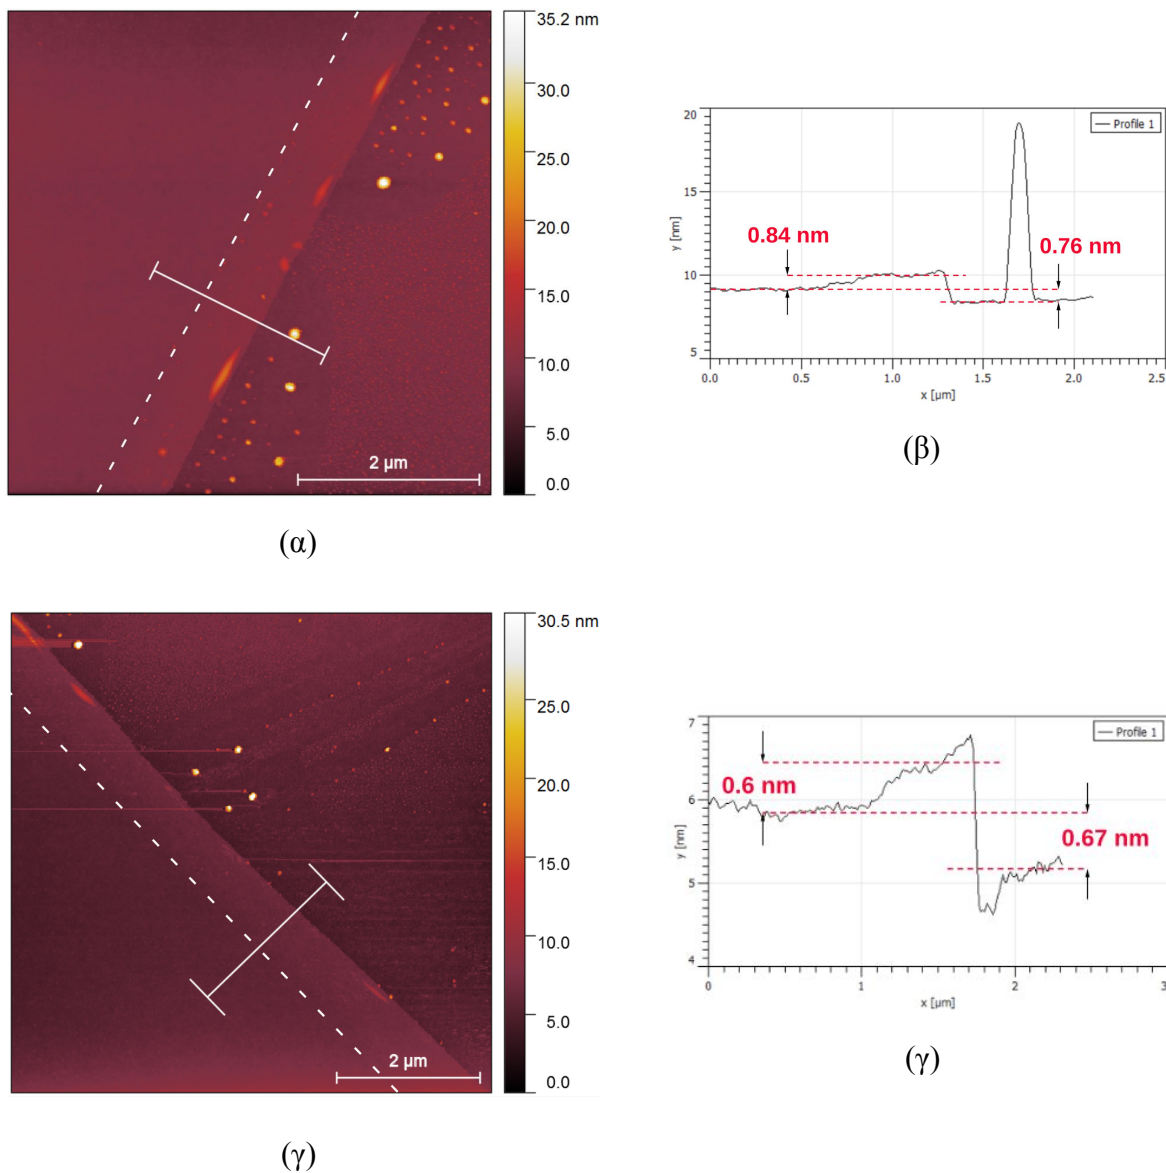 35.2 nm
30.0
25.0
20.0
15.0
10.0
5.0
0.0
2 µm
(α)
20
15
10
5
y [nm]
Profile 1
0.84 nm
0.76 nm
0.0
0.5
1.0
1.5
2.0
2.5
x [µm]
(β)
30.5 nm
25.0
20.0
15.0
10.0
5.0
0.0
2 µm
(γ)
7
6
5
4
y [nm]
Profile 1
0.6 nm
0.67 nm
0
1
2
3
x [µm]
(γ)